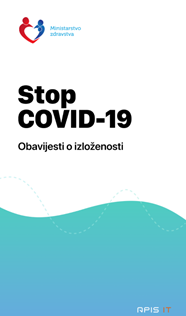 Ministarstvo
zdravstva
Stop
COVID-19
Obavijesti o izloženosti
APIS IT